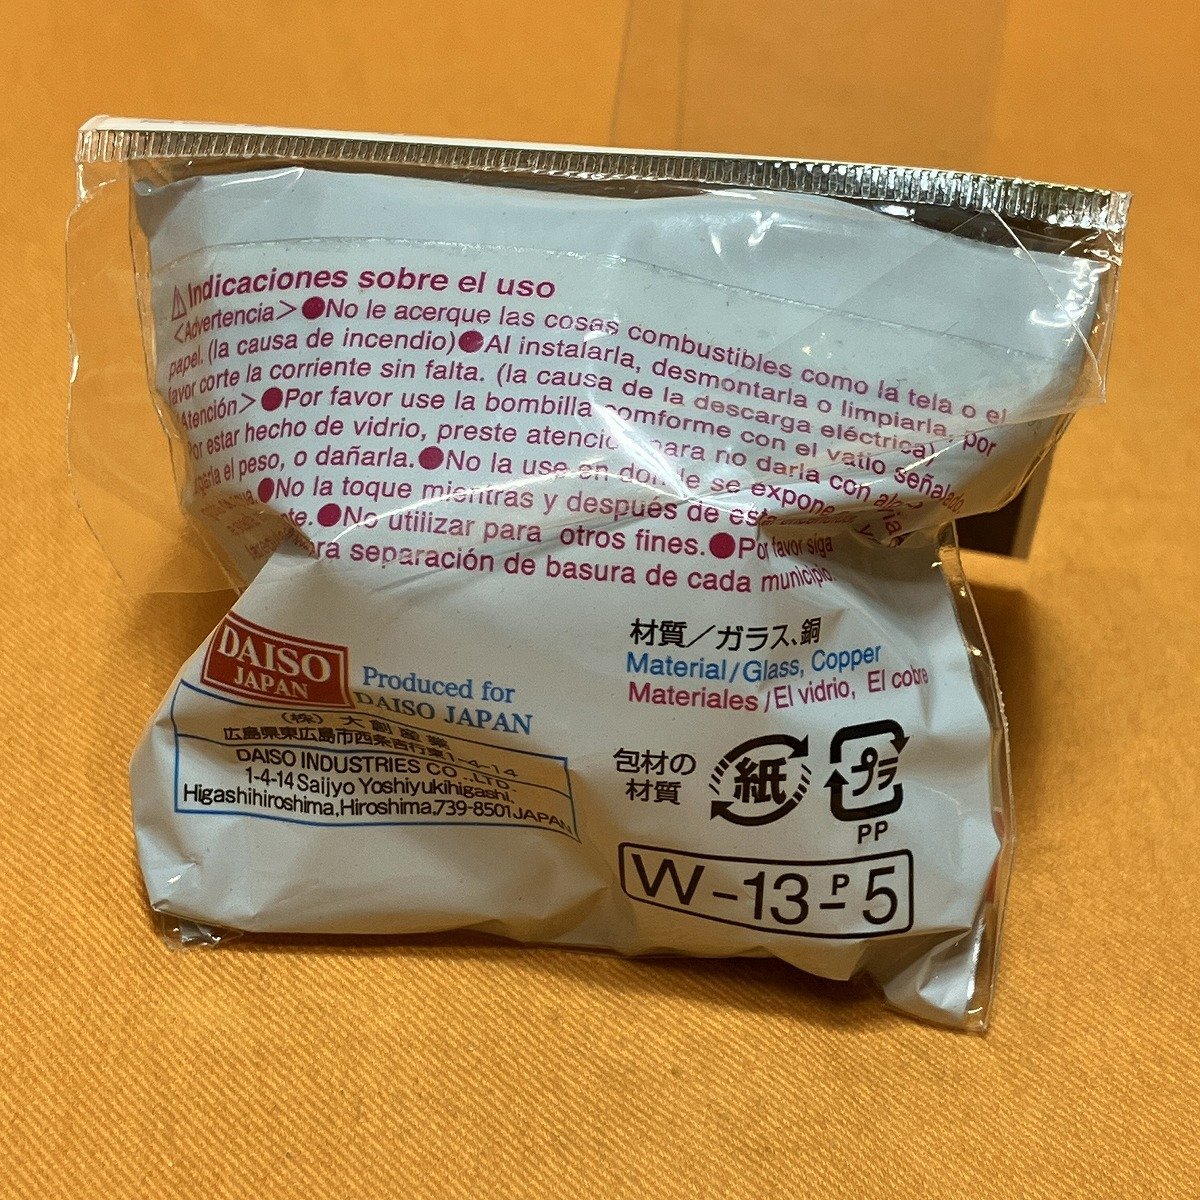 ⚠Indicaciones sobre el uso
<Advertencia> ●No le acerque las cosas combustibles como la tela o el
papel. (la causa de incendio)●Al instalarla, desmontarla o limpiarla, por
favor corte la corriente sin falta. (la causa de la descarga eléctrica)
<Atención> ●Por favor use la bombilla comforme con el vatio señalado.
Por estar hecho de vidrio, preste atención para no darla con algo,
el peso, o dañarla.●No la use en donde se expone
●No la toque mientras y después de
●No utilizar para otros fines.●Por favor siga
para separación de basura de cada municipio.
材質／ガラス、銅
Material/Glass, Copper
Materiales/El vidrio, El cobre
DAISO
JAPAN
Produced for
DAISO JAPAN
(株) 大創産業
広島県東広島市西条吉行東1-4-14
DAISO INDUSTRIES CO.,LTD.
1-4-14 Saijyo Yoshiyukihigashi,
Higashihiroshima,Hiroshima,739-8501 JAPAN
包材の
材質
紙
プラ
PP
W-13-P5